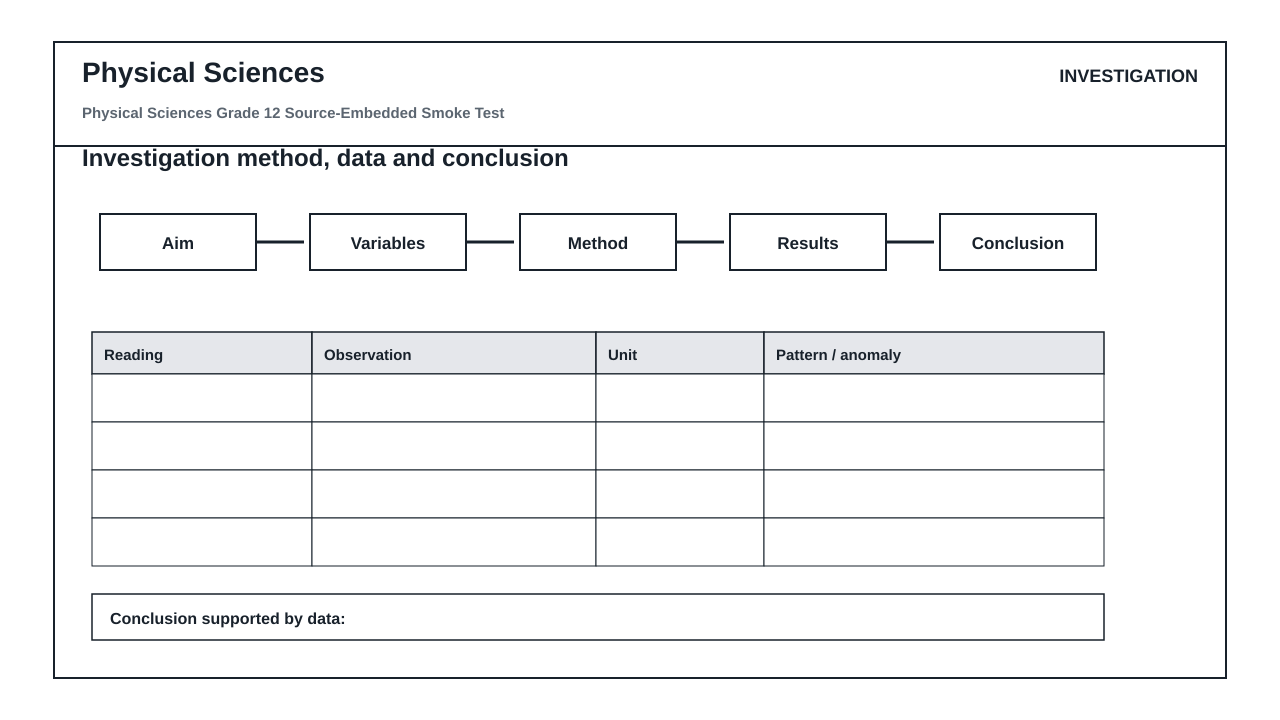 Physical Sciences
INVESTIGATION
Physical Sciences Grade 12 Source-Embedded Smoke Test
Investigation method, data and conclusion
Aim Variables Method Results Conclusion
Reading Observation Unit Pattern / anomaly
Conclusion supported by data: